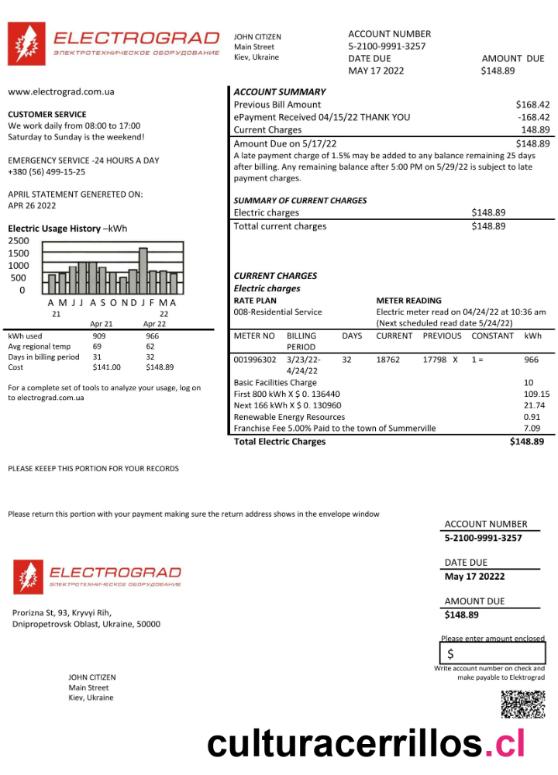 ELECTROGRAD
ЭЛЕКТРОТЕХНИЧЕСКОЕ ОБОРУДОВАНИЕ
JOHN CITIZEN
Main Street
Kiev, Ukraine
ACCOUNT NUMBER
5-2100-9991-3257
DATE DUE AMOUNT DUE
MAY 17 2022 $148.89
www.electrograd.com.ua
CUSTOMER SERVICE
We work daily from 08:00 to 17:00
Saturday to Sunday is the weekend!
EMERGENCY SERVICE -24 HOURS A DAY
+380 (56) 499-15-25
APRIL STATEMENT GENERETED ON:
APR 26 2022
Electric Usage History –kWh
2500
1500
1000
500
0
A M J J A S O N D J F M A
21 22
Apr 21 Apr 22
kWh used 909 966
Avg regional temp 69 62
Days in billing period 31 32
Cost $141.00 $148.89
For a complete set of tools to analyze your usage, log on
to electrograd.com.ua
ACCOUNT SUMMARY
Previous Bill Amount $168.42
ePayment Received 04/15/22 THANK YOU -168.42
Current Charges 148.89
Amount Due on 5/17/22 $148.89
A late payment charge of 1.5% may be added to any balance remaining 25 days
after billing. Any remaining balance after 5:00 PM on 5/29/22 is subject to late
payment charges.
SUMMARY OF CURRENT CHARGES
Electric charges $148.89
Tottal current charges $148.89
CURRENT CHARGES
Electric charges
RATE PLAN METER READING
008-Residential Service Electric meter read on 04/24/22 at 10:36 am
(Next scheduled read date 5/24/22)
METER NO BILLING PERIOD DAYS CURRENT PREVIOUS CONSTANT kWh
001996302 3/23/22- 32 18762 17798 X 1 = 966
4/24/22
Basic Facilities Charge 10
First 800 kWh X $ 0. 136440 109.15
Next 166 kWh X $ 0. 130960 21.74
Renewable Energy Resources 0.91
Franchise Fee 5.00% Paid to the town of Summerville 7.09
Total Electric Charges $148.89
PLEASE KEEEP THIS PORTION FOR YOUR RECORDS
Please return this portion with your payment making sure the return address shows in the envelope window
ACCOUNT NUMBER
5-2100-9991-3257
DATE DUE
May 17 20222
AMOUNT DUE
$148.89
Please enter amount enclosed
$
Write account number on check and
make payable to Elektrograd
ELECTROGRAD
ЭЛЕКТРОТЕХНИЧЕСКОЕ ОБОРУДОВАНИЕ
Prorizna St, 93, Kryvyi Rih,
Dnipropetrovsk Oblast, Ukraine, 50000
JOHN CITIZEN
Main Street
Kiev, Ukraine
culturacerrillos.cl